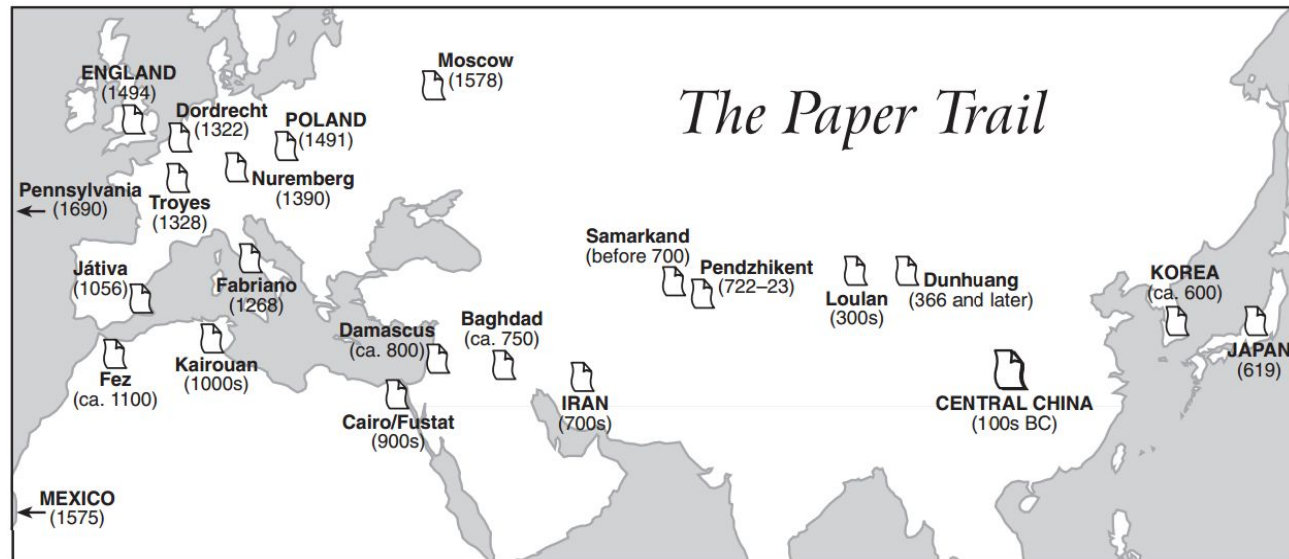 The Paper Trail
ENGLAND
(1494)
Dordrecht
(1322)
POLAND
(1491)
Moscow
(1578)
Pennsylvania
(1690)
Troyes
(1328)
Nuremberg
(1390)
Játiva
(1056)
Fabriano
(1268)
Samarkand
(before 700)
Pendzhikent
(722–23)
Loulan
(300s)
Dunhuang
(366 and later)
KOREA
(ca. 600)
JAPAN
(619)
Fez
(ca. 1100)
Kairouan
(1000s)
Damascus
(ca. 800)
Baghdad
(ca. 750)
Cairo/Fustat
(900s)
IRAN
(700s)
CENTRAL CHINA
(100s BC)
MEXICO
(1575)